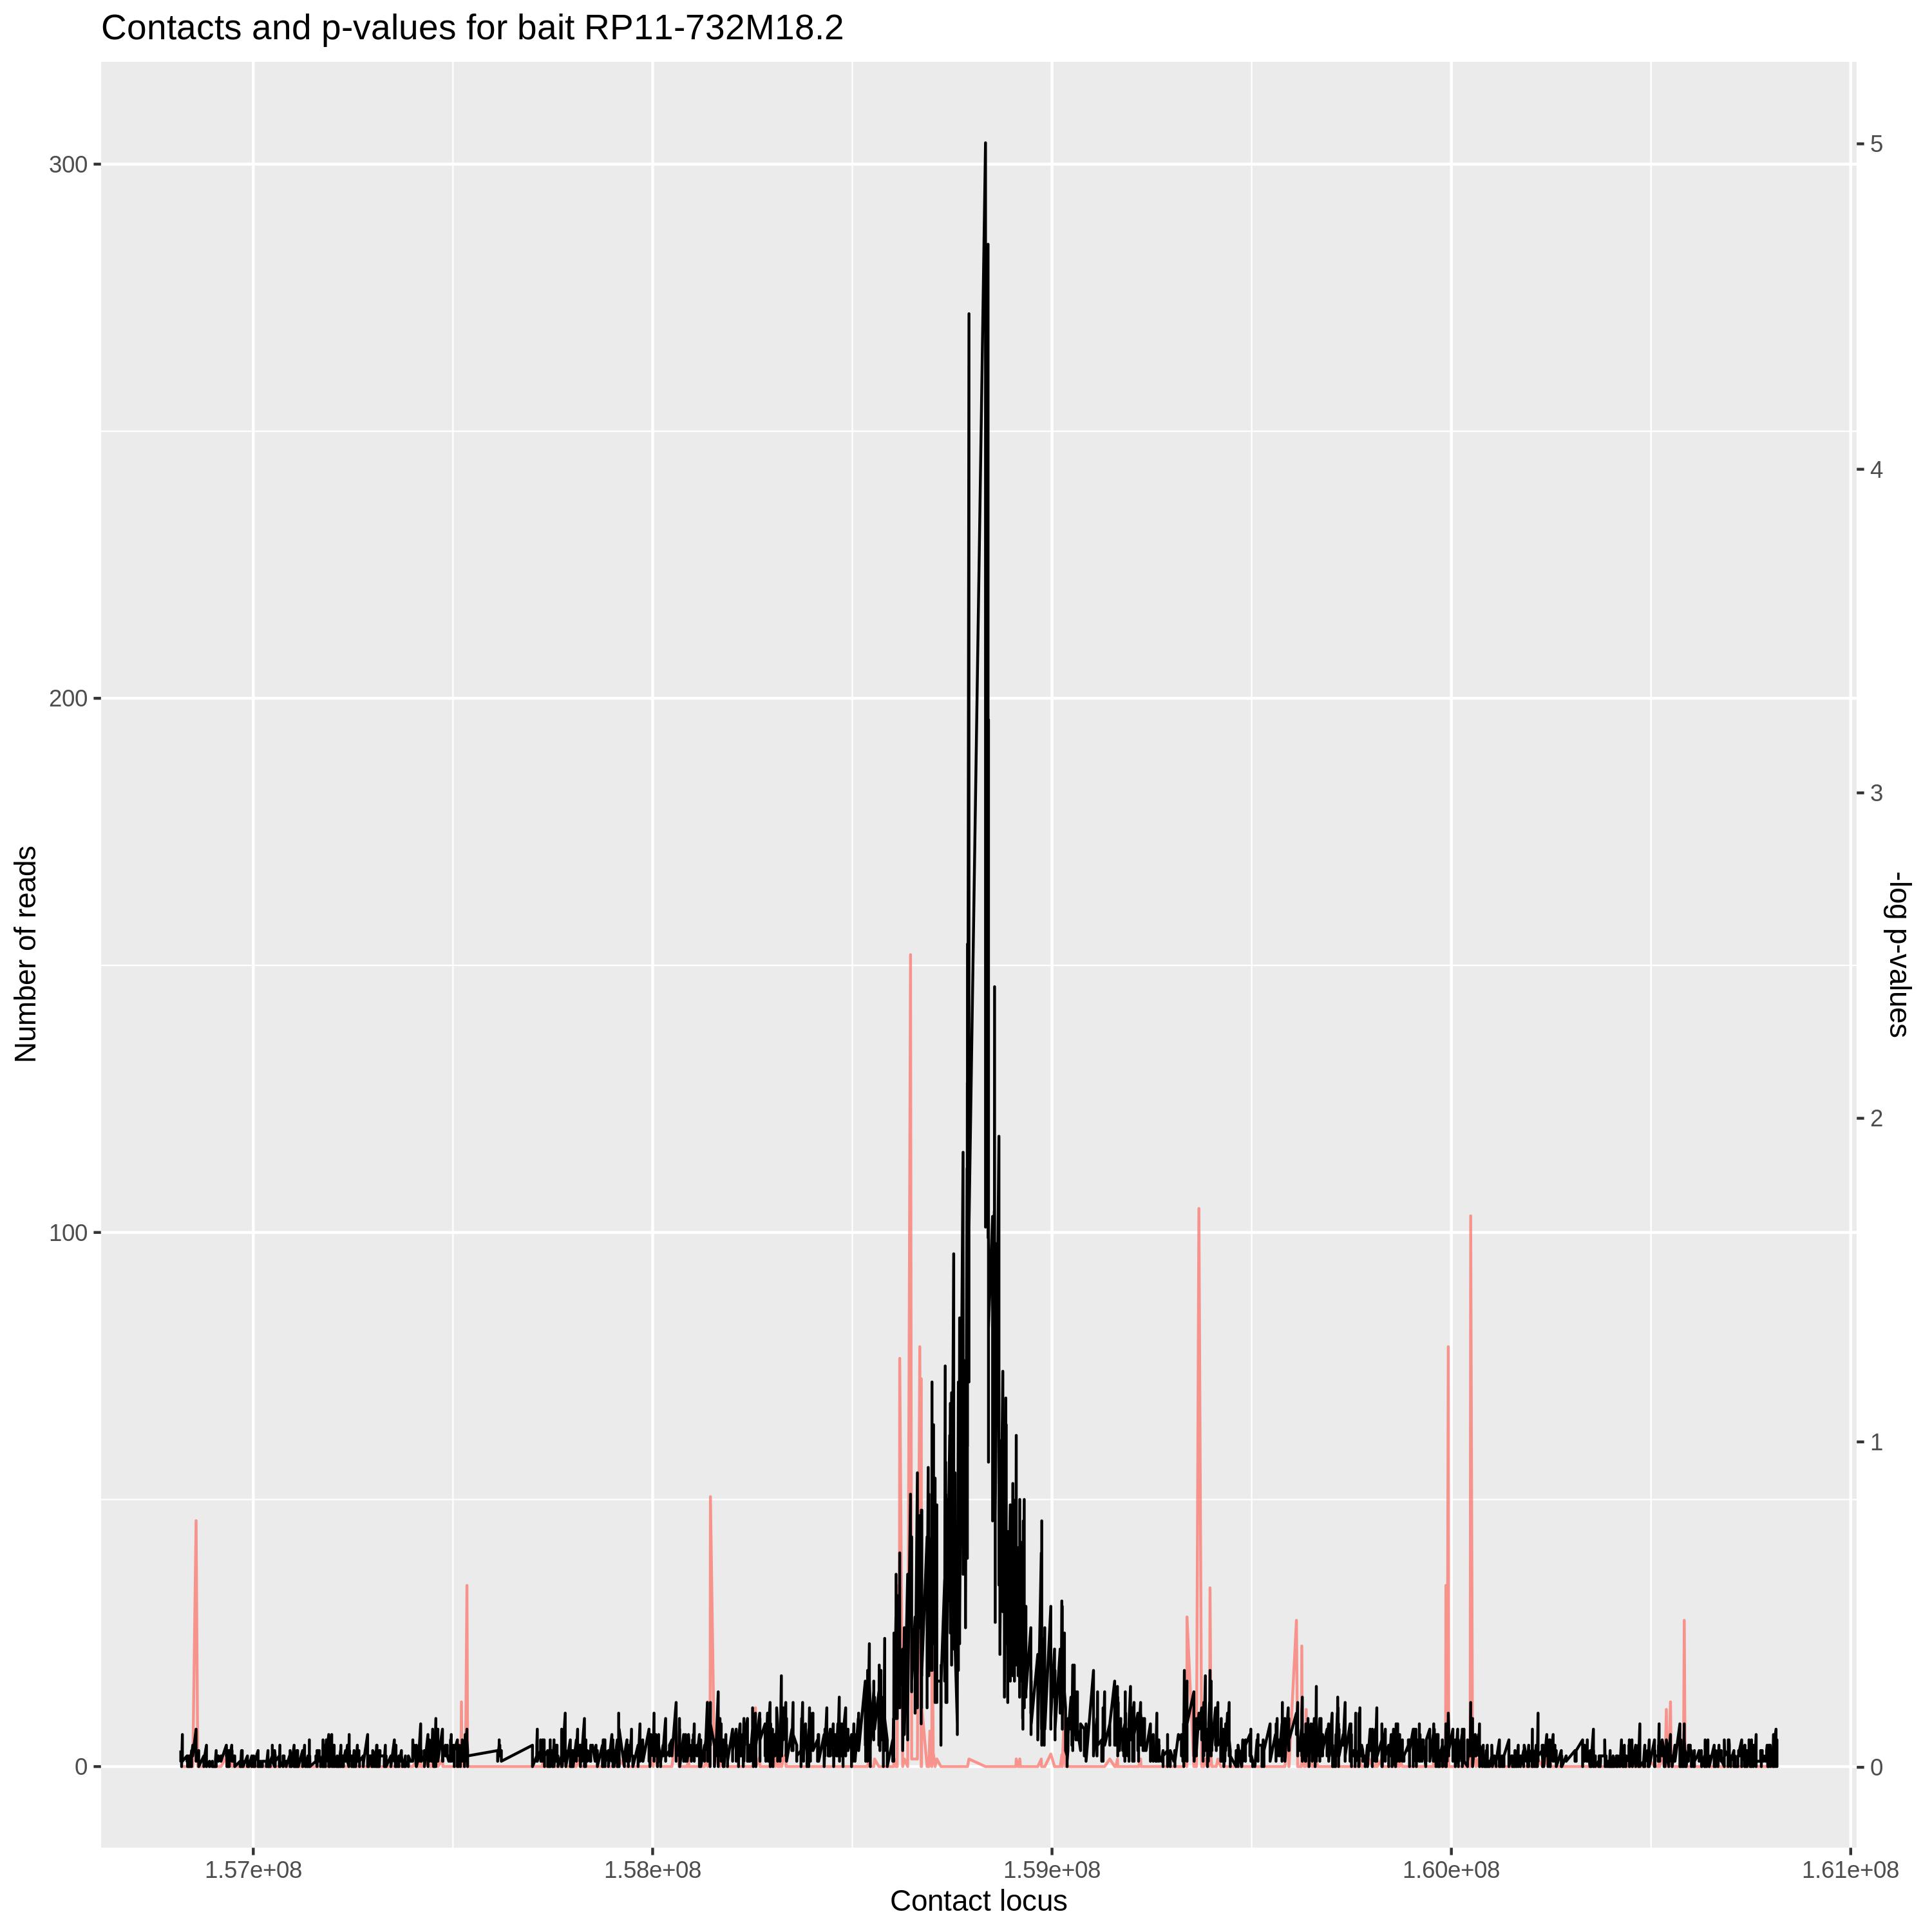 Contacts and p-values for bait RP11-732M18.2
300
200
100
0
Number of reads
5
4
3
2
1
0
-log p-values
1.57e+08 1.58e+08 1.59e+08 1.60e+08 1.61e+08
Contact locus